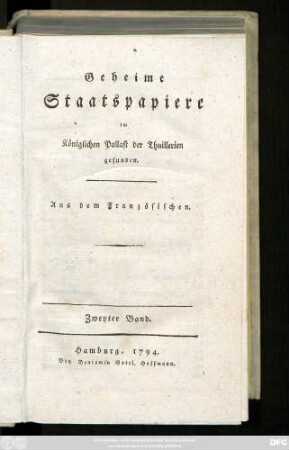 Geheime
Staatspapiere
im
Königlichen Pallast der Thuillerien
gefunden.
Aus dem Französischen.
Zweyter Band.
Hamburg, 1794.
Bey Benjamin Gottl. Hoffmann.